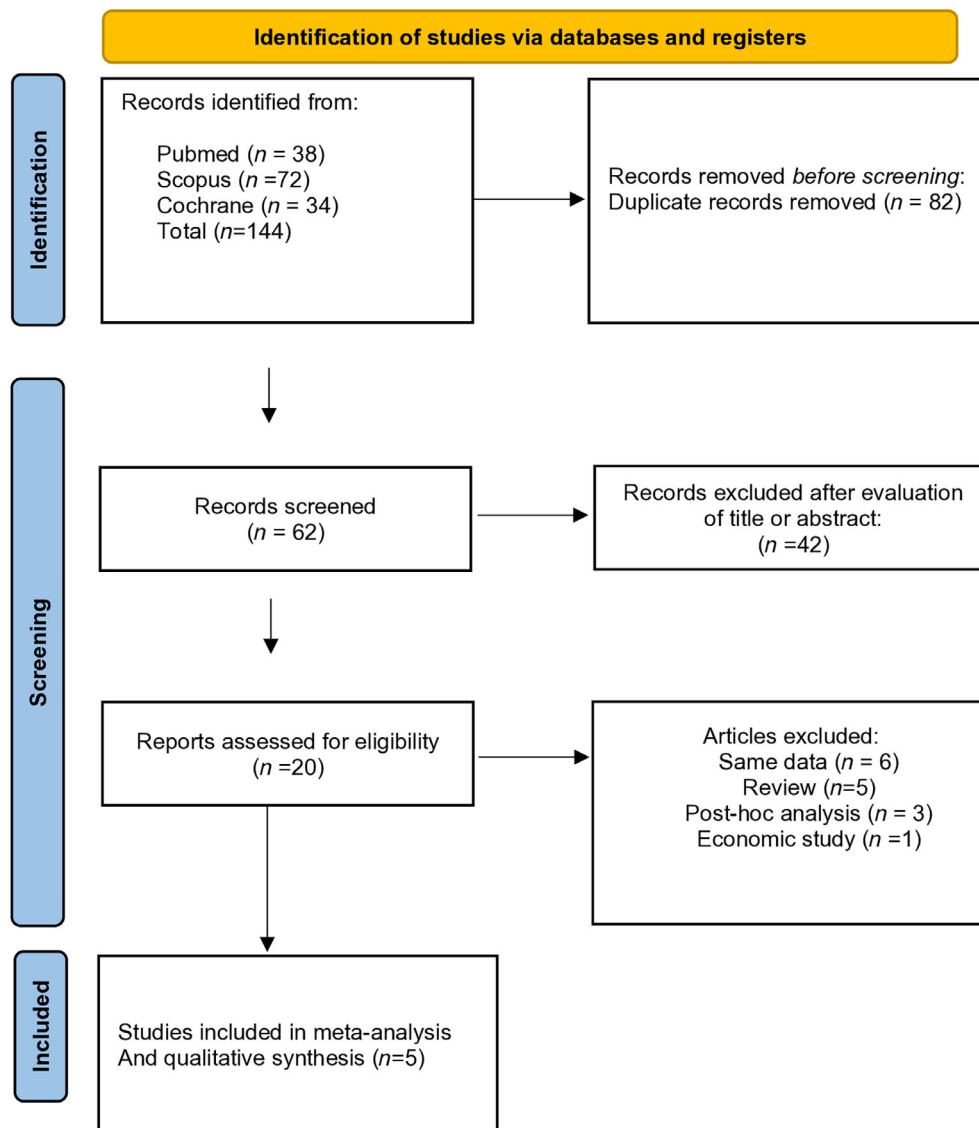 Identification of studies via databases and registers
Identification
Records identified from:
Pubmed (n = 38)
Scopus (n =72)
Cochrane (n = 34)
Total (n=144)
Records removed before screening:
Duplicate records removed (n = 82)
Screening
Records screened
(n = 62)
Records excluded after evaluation
of title or abstract:
(n =42)
Reports assessed for eligibility
(n =20)
Articles excluded:
Same data (n = 6)
Review (n=5)
Post-hoc analysis (n = 3)
Economic study (n =1)
Included
Studies included in meta-analysis
And qualitative synthesis (n=5)